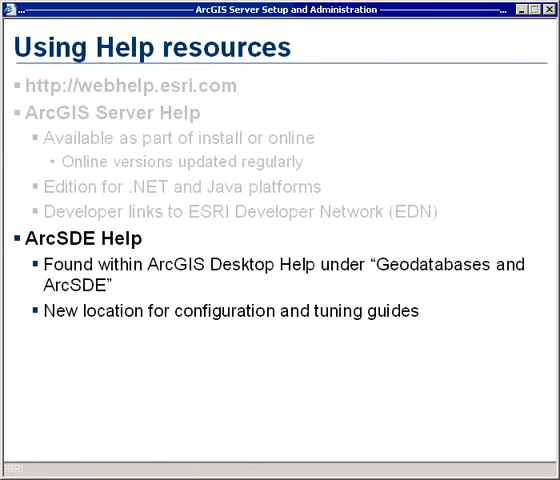 ... ArcGIS Server Setup and Administration ...
Using Help resources
▪ http://webhelp.esri.com
▪ ArcGIS Server Help
▪ Available as part of install or online
• Online versions updated regularly
▪ Edition for .NET and Java platforms
▪ Developer links to ESRI Developer Network (EDN)
▪ ArcSDE Help
▪ Found within ArcGIS Desktop Help under “Geodatabases and
ArcSDE”
▪ New location for configuration and tuning guides